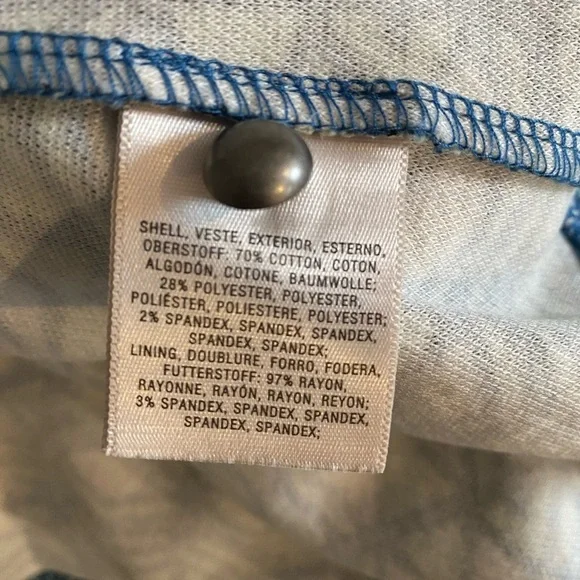 SHELL, VESTE, EXTERIOR, ESTERNO,
OBERSTOFF: 70% COTTON, COTON,
ALGODÓN, COTONE, BAUMWOLLE;
28% POLYESTER, POLYESTER,
POLIÉSTER, POLIESTERE, POLYESTER;
2% SPANDEX, SPANDEX, SPANDEX,
SPANDEX, SPANDEX;
LINING, DOUBLURE, FORRO, FODERA,
FUTTERSTOFF: 97% RAYON,
RAYONNE, RAYÓN, RAYON, REYON;
3% SPANDEX, SPANDEX, SPANDEX,
SPANDEX, SPANDEX;